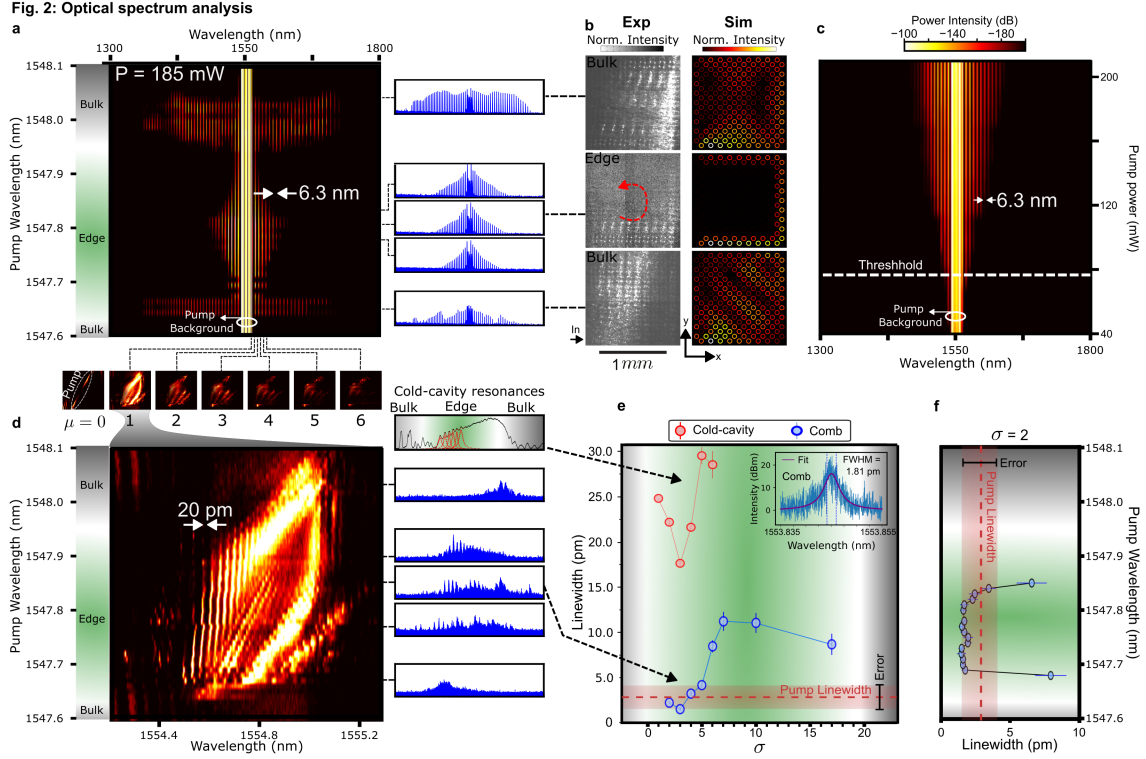 Fig. 2: Optical spectrum analysis
a
Wavelength (nm)
1300
1550
1800
P = 185 mW
1548.1
1548.0
1547.9
1547.8
1547.7
1547.6
Pump Wavelength (nm)
Bulk
Edge
Bulk
6.3 nm
Pump
Background
b
Exp
Sim
Norm. Intensity
Norm. Intensity
Bulk
Edge
Bulk
In
1 mm
y
x
c
Power Intensity (dB)
−100
−140
−180
200
120
40
Pump power (mW)
6.3 nm
Threshhold
Pump
Background
1300
1550
1800
Wavelength (nm)
Pump
μ = 0
1
2
3
4
5
6
d
1548.1
1548.0
1547.9
1547.8
1547.7
1547.6
Pump Wavelength (nm)
Bulk
Edge
Bulk
20 pm
1554.4
1554.8
1555.2
Wavelength (nm)
Cold-cavity resonances
Bulk
Edge
Bulk
e
Cold-cavity
Comb
30.0
25.0
20.0
15.0
10.0
5.0
0
Linewidth (pm)
Fit
Comb
FWHM =
1.81 pm
Intensity (dBm)
20
10
0
1553.835
1553.855
Wavelength (nm)
Pump Linewidth
Error
0
5
10
15
20
σ
f
σ = 2
Error
Pump Linewidth
1548.1
1548.0
1547.9
1547.8
1547.7
1547.6
Pump Wavelength (nm)
0
5
10
Linewidth (pm)